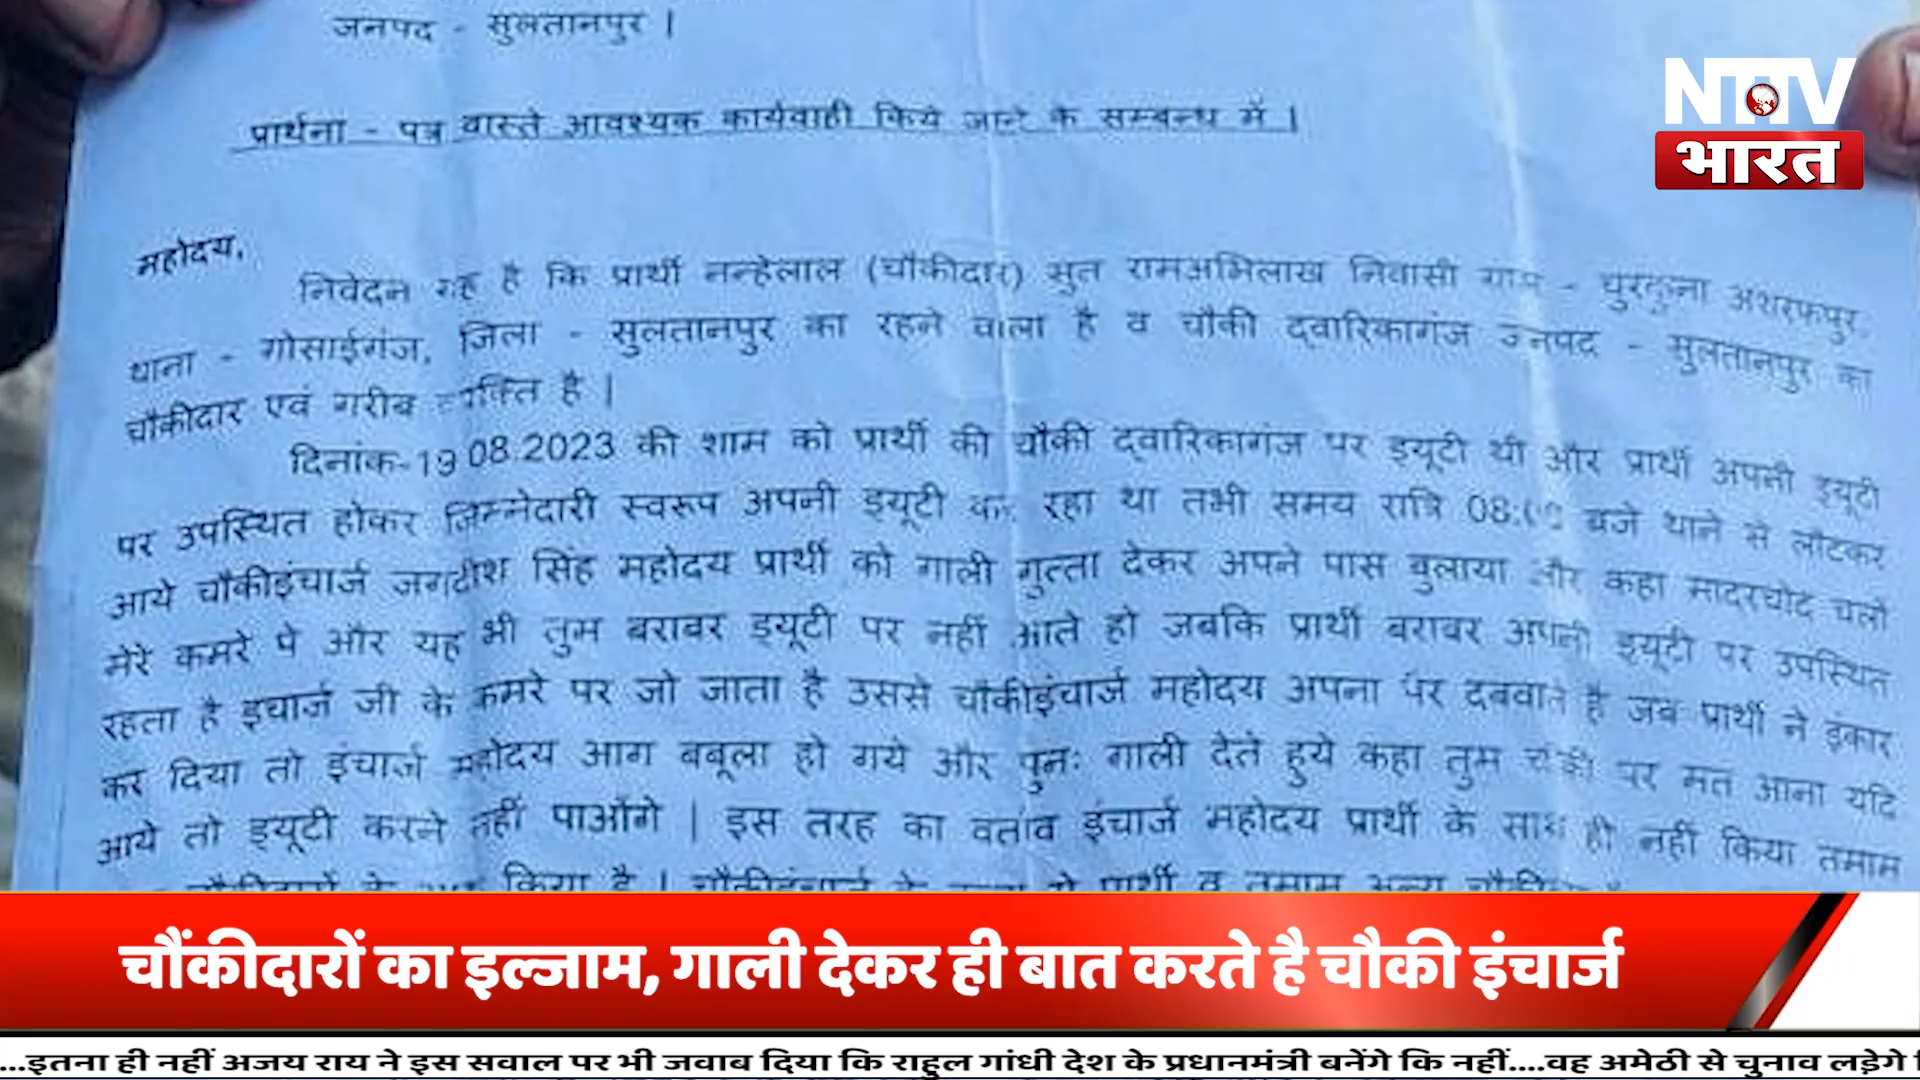 जनपद - सुलतानपुर |
प्रार्थना - पत्र वास्ते आवश्यक कार्यवाही किये जाने के सम्बन्ध में |
NTTV
भारत
महोदय,
निवेदन यह है कि प्रार्थी नन्हेलाल (चौकीदार) सुत रामअभिलाख निवासी ग्राम - अशरफपुर,
थाना - गोसाईगंज, जिला - सुलतानपुर का रहने वाला है व चौकी द्वारिकागंज जनपद - सुलतानपुर का
चौकीदार एवं गरीब व्यक्ति है |
दिनांक-19 08.2023 की शाम को प्रार्थी की चौकी द्वारिकागंज पर ड्यूटी थी और प्रार्थी अपनी ड्यूटी
पर उपस्थित होकर जिम्मेदारी स्वरूप अपनी ड्यूटी कर रहा था तभी समय रात्रि बजे थाने से लौटकर
आये चौकीइंचार्ज जगदीश सिंह महोदय प्रार्थी को गाली गुत्ता देकर अपने पास बुलाया और कहा मादरचोद चलो
मेरे कमरे पे और यह भी तुम बराबर ड्यूटी पर नहीं आते हो जबकि प्रार्थी बराबर अपनी ड्यूटी पर उपस्थित
रहता है इचार्ज जी के कमरे पर जो जाता है उससे चौकीइंचार्ज महोदय अपना पैर दबवाते है जब प्रार्थी ने इंकार
कर दिया तो इंचार्ज महोदय आग बबूला हो गये और पुनः गाली देते हुये कहा तुम चौकी पर मत आना यदि
आये तो ड्यूटी करने नहीं पाओंगे | इस तरह का वर्ताव इंचार्ज महोदय प्रार्थी के साथ ही नहीं किया तमाम
किया है | प्रार्थी व तमाम अन्य
चौंकीदारों का इल्जाम, गाली देकर ही बात करते है चौकी इंचार्ज
...इतना ही नहीं अजय राय ने इस सवाल पर भी जवाब दिया कि राहुल गांधी देश के प्रधानमंत्री बनेंगे कि नहीं....वह अमेठी से चुनाव लड़ेगे